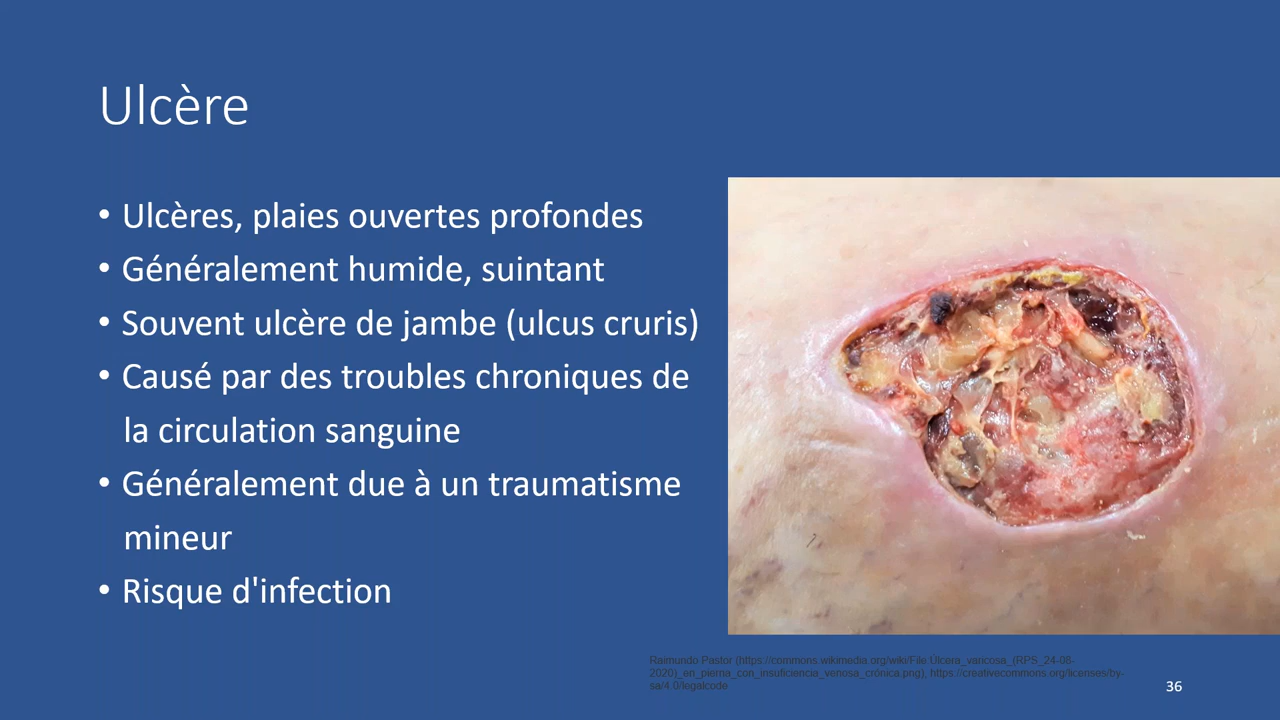 Ulcère
• Ulcères, plaies ouvertes profondes
• Généralement humide, suintant
• Souvent ulcère de jambe (ulcus cruris)
• Causé par des troubles chroniques de
la circulation sanguine
• Généralement due à un traumatisme
mineur
• Risque d'infection
Raimundo Pastor (https://commons.wikimedia.org/wiki/File:Úlcera_varicosa_(RPS_24-08-
2020)_en_pierna_con_insuficiencia_venosa_crónica.png), https://creativecommons.org/licenses/by-
sa/4.0/legalcode
36